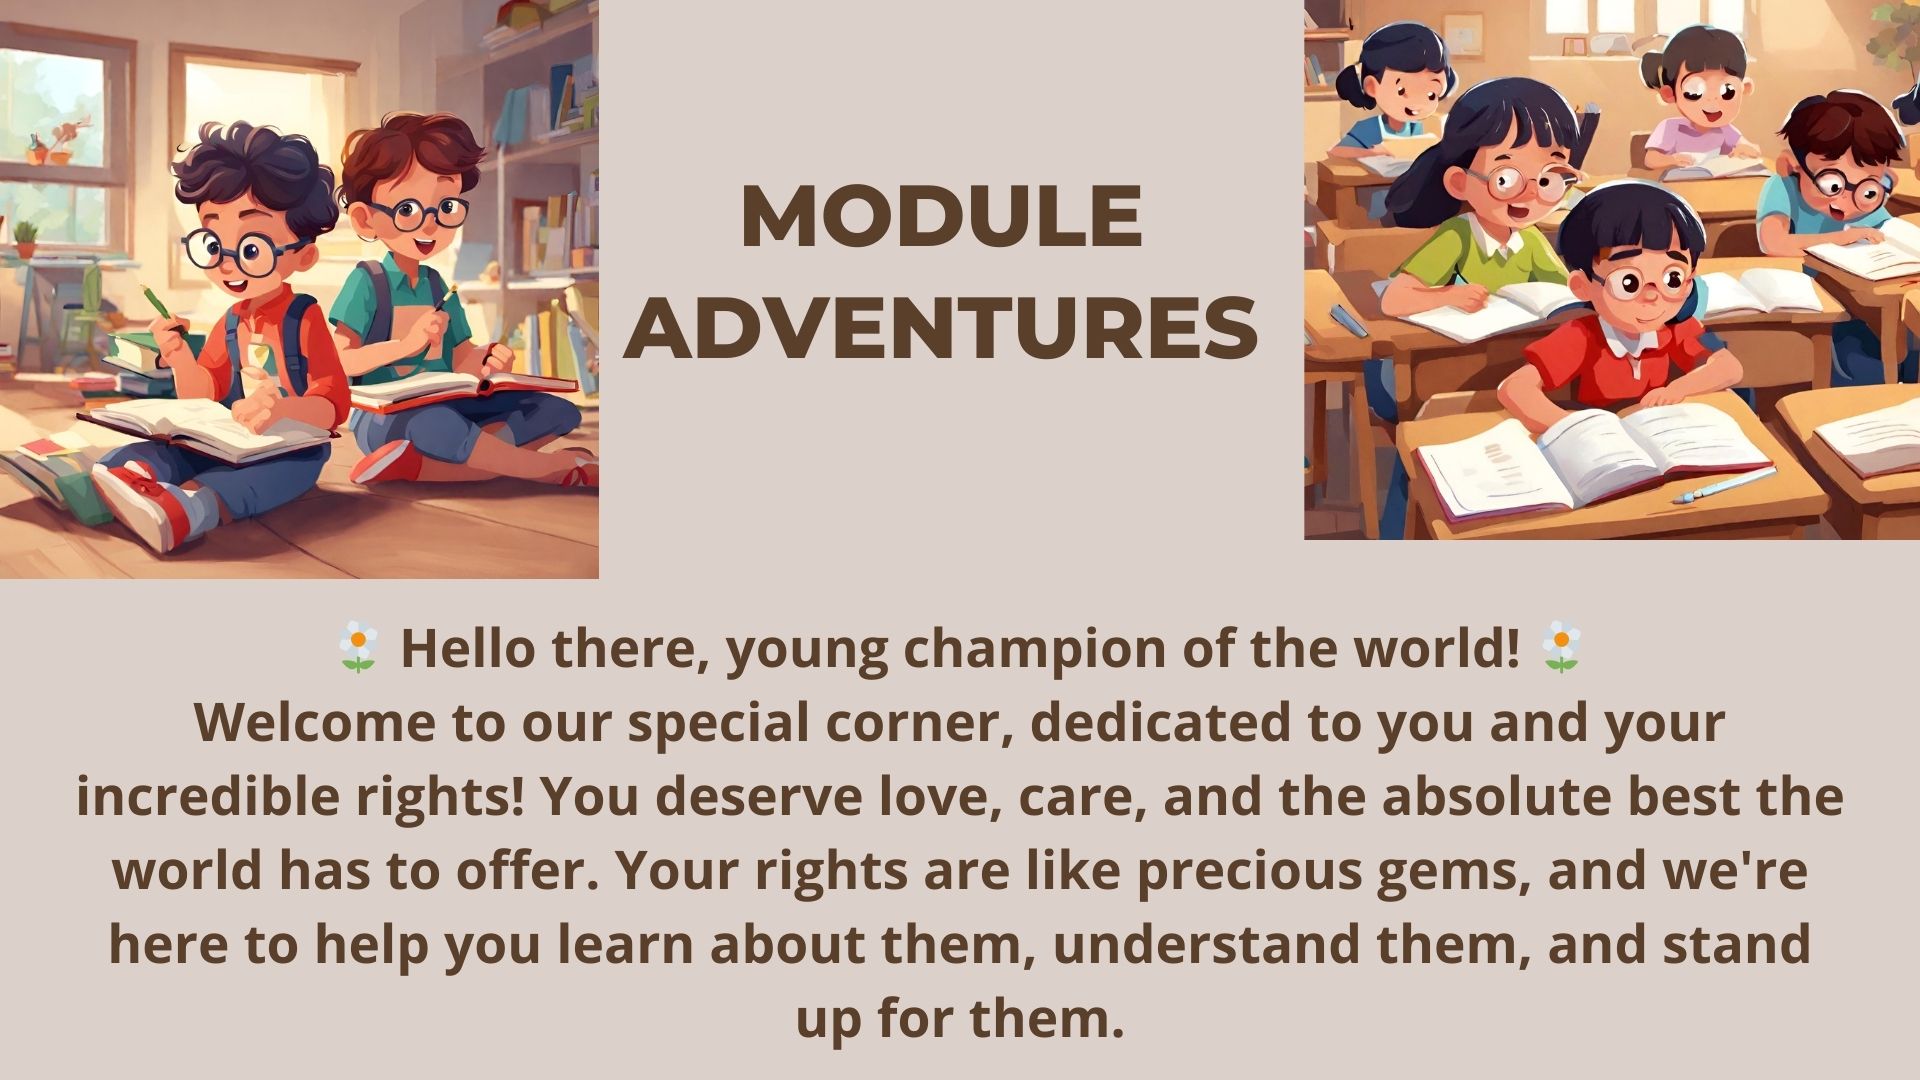 MODULE
ADVENTURES
🌼 Hello there, young champion of the world! 🌼
Welcome to our special corner, dedicated to you and your
incredible rights! You deserve love, care, and the absolute best the
world has to offer. Your rights are like precious gems, and we're
here to help you learn about them, understand them, and stand
up for them.